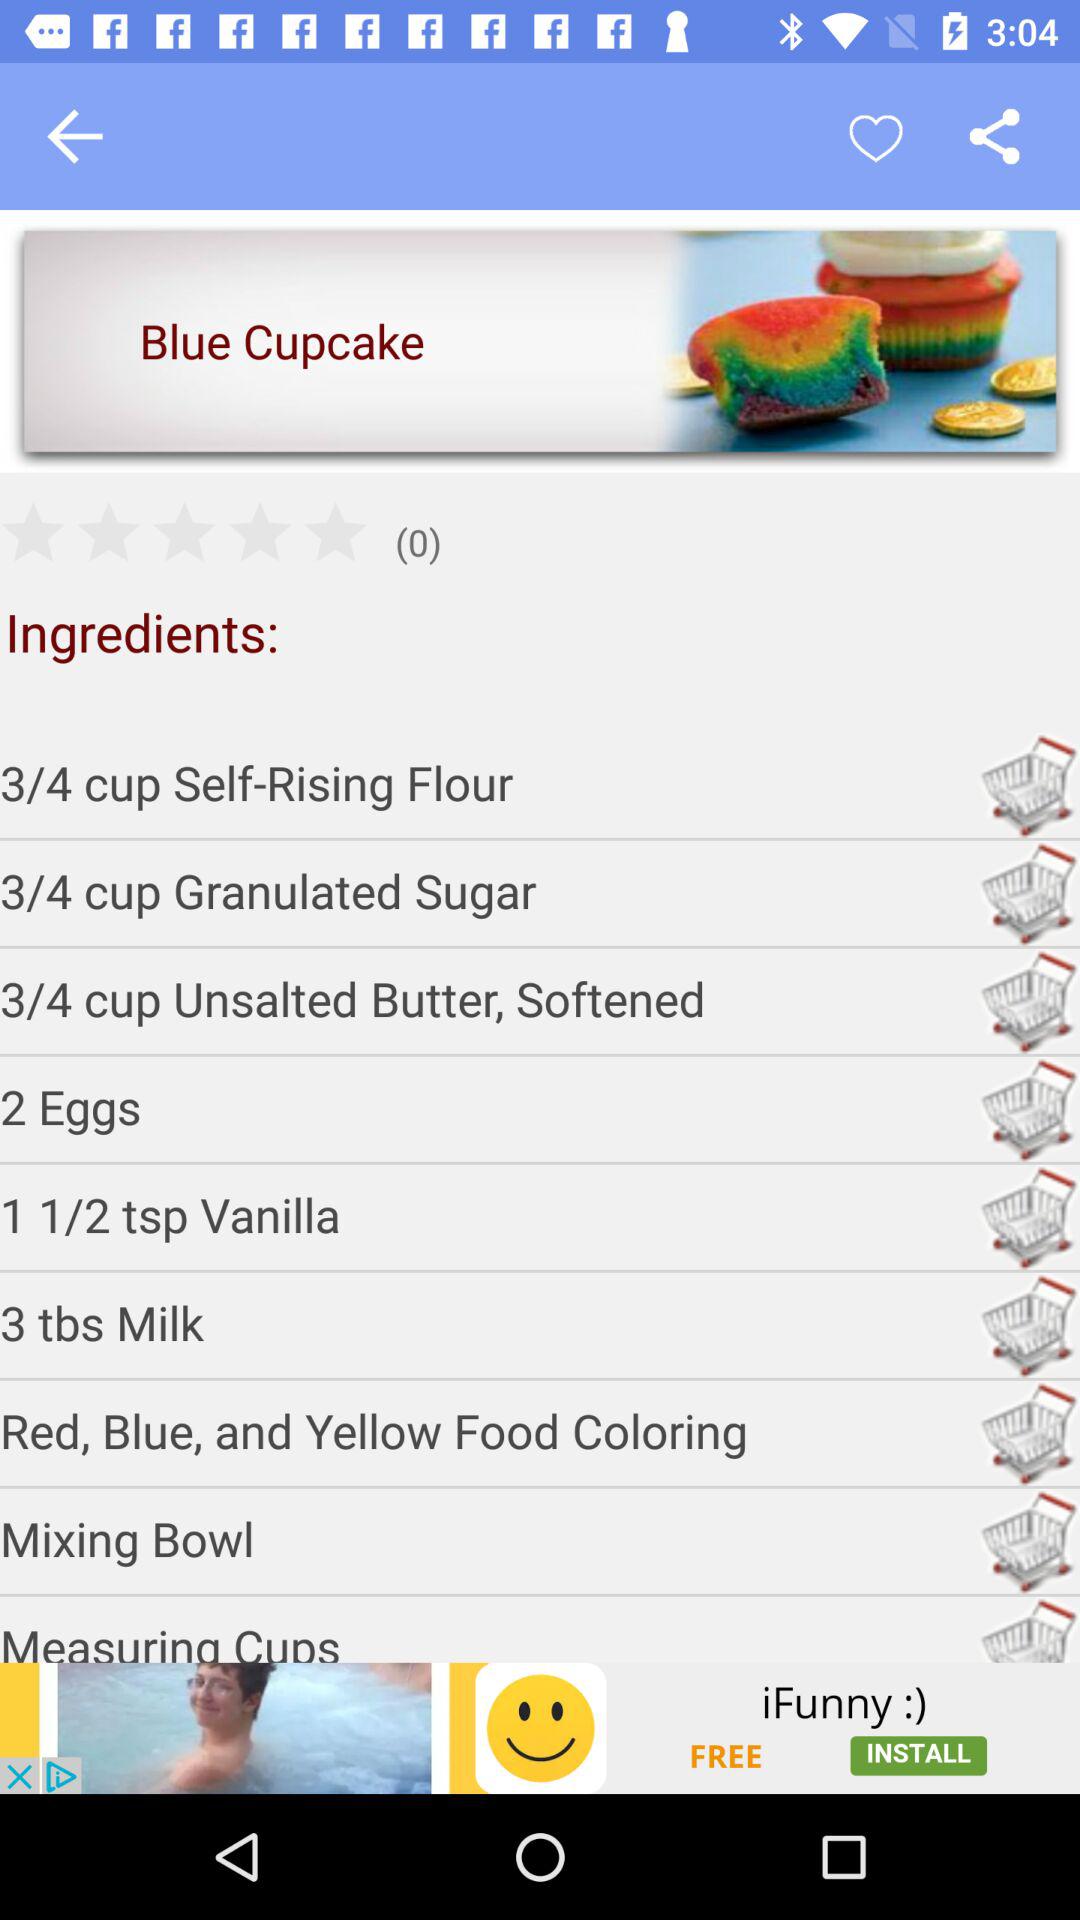 3:04
Blue Cupcake
(0)
Ingredients:
3/4 cup Self-Rising Flour
3/4 cup Granulated Sugar
3/4 cup Unsalted Butter, Softened
2 Eggs
1 1/2 tsp Vanilla
3 tbs Milk
Red, Blue, and Yellow Food Coloring
Mixing Bowl
Measuring Cups
iFunny :)
FREE INSTALL